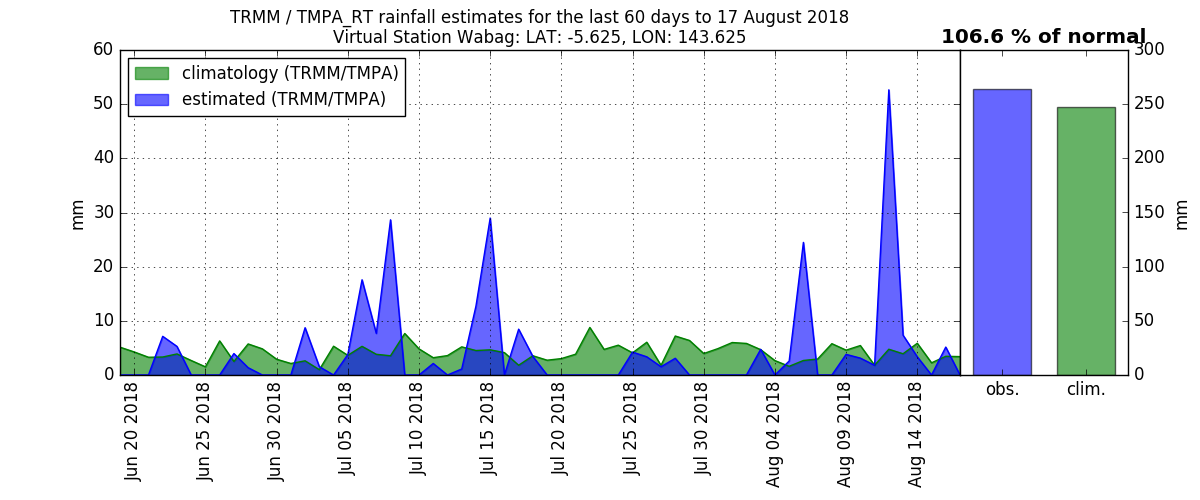 TRMM / TMPA_RT rainfall estimates for the last 60 days to 17 August 2018
Virtual Station Wabag: LAT: -5.625, LON: 143.625
106.6 % of normal
climatology (TRMM/TMPA)
estimated (TRMM/TMPA)
60
50
40
30
20
10
0
mm
Jun 20 2018
Jun 25 2018
Jun 30 2018
Jul 05 2018
Jul 10 2018
Jul 15 2018
Jul 20 2018
Jul 25 2018
Jul 30 2018
Aug 04 2018
Aug 09 2018
Aug 14 2018
obs.
clim.
300
250
200
150
100
50
0
mm